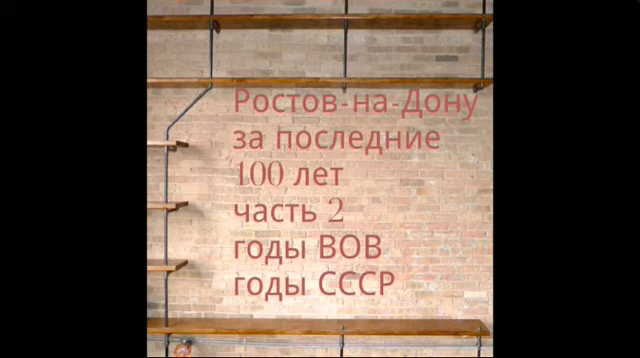 Ростов-на-Дону
за последние
100 лет
часть 2
годы ВОВ
годы СССР